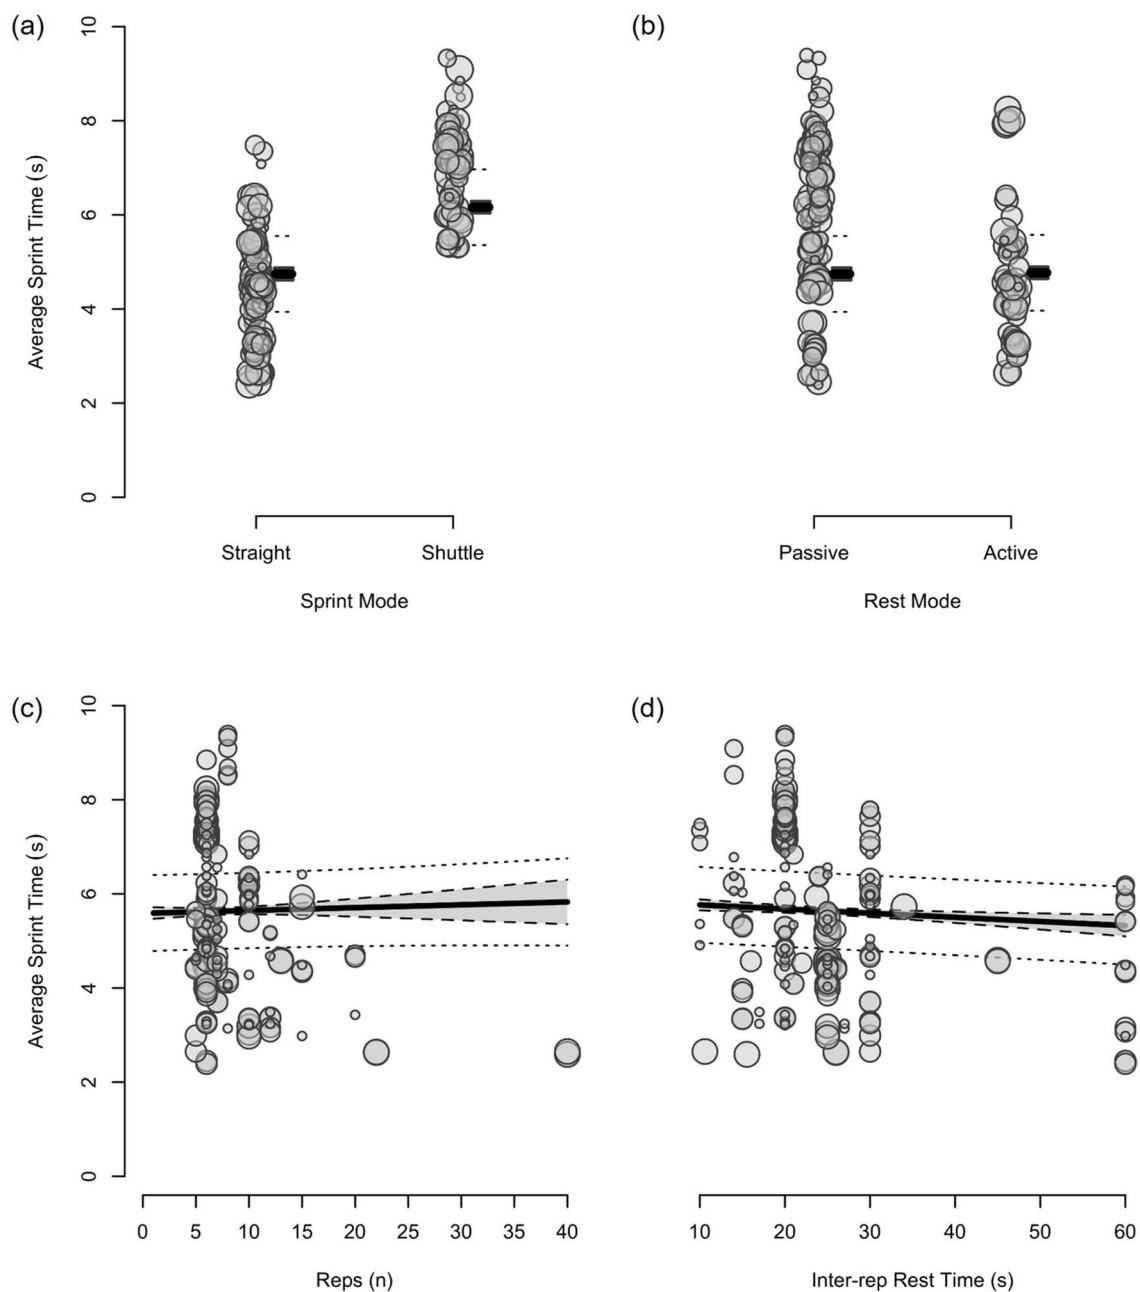 (a)
(b)
10
8
6
4
2
0
Average Sprint Time (s)
Straight
Shuttle
Passive
Active
Sprint Mode
Rest Mode
(c)
(d)
10
8
6
4
2
0
Average Sprint Time (s)
0 5 10 15 20 25 30 35 40
10 20 30 40 50 60
Reps (n)
Inter-rep Rest Time (s)